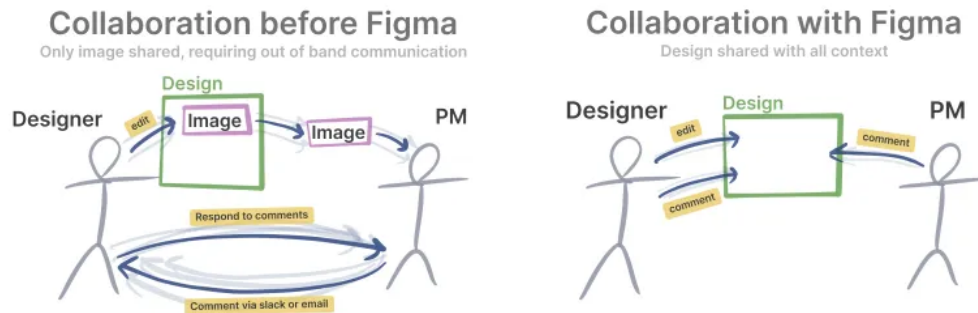 Collaboration before Figma
Only image shared, requiring out of band communication
Design
Designer
edit
Image
Image
PM
Respond to comments
Comment via slack or email
Collaboration with Figma
Design shared with all context
Designer
Design
PM
edit
comment
comment